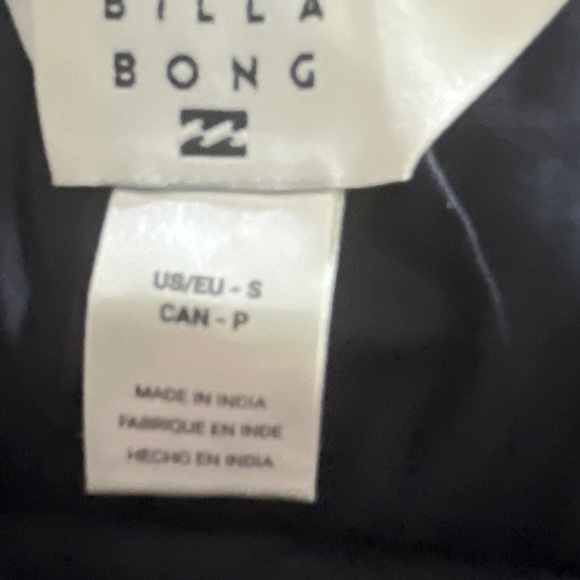 BILLA
BONG
US/EU - S
CAN - P
MADE IN INDIA
FABRIQUE EN INDE
HECHO EN INDIA